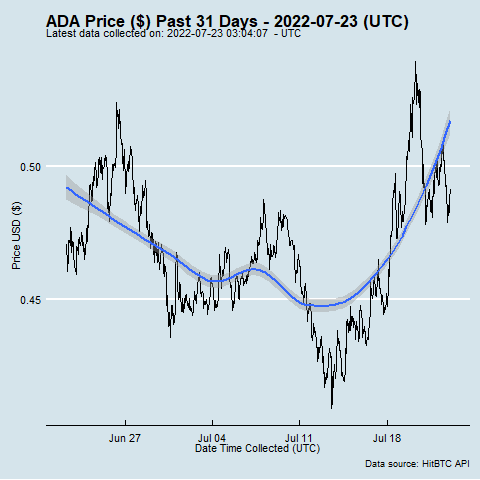 ADA Price ($) Past 31 Days - 2022-07-23 (UTC)
Latest data collected on: 2022-07-23 03:04:07 - UTC
Price USD ($)
0.50
0.45
Jun 27 Jul 04 Jul 11 Jul 18
Date Time Collected (UTC)
Data source: HitBTC API